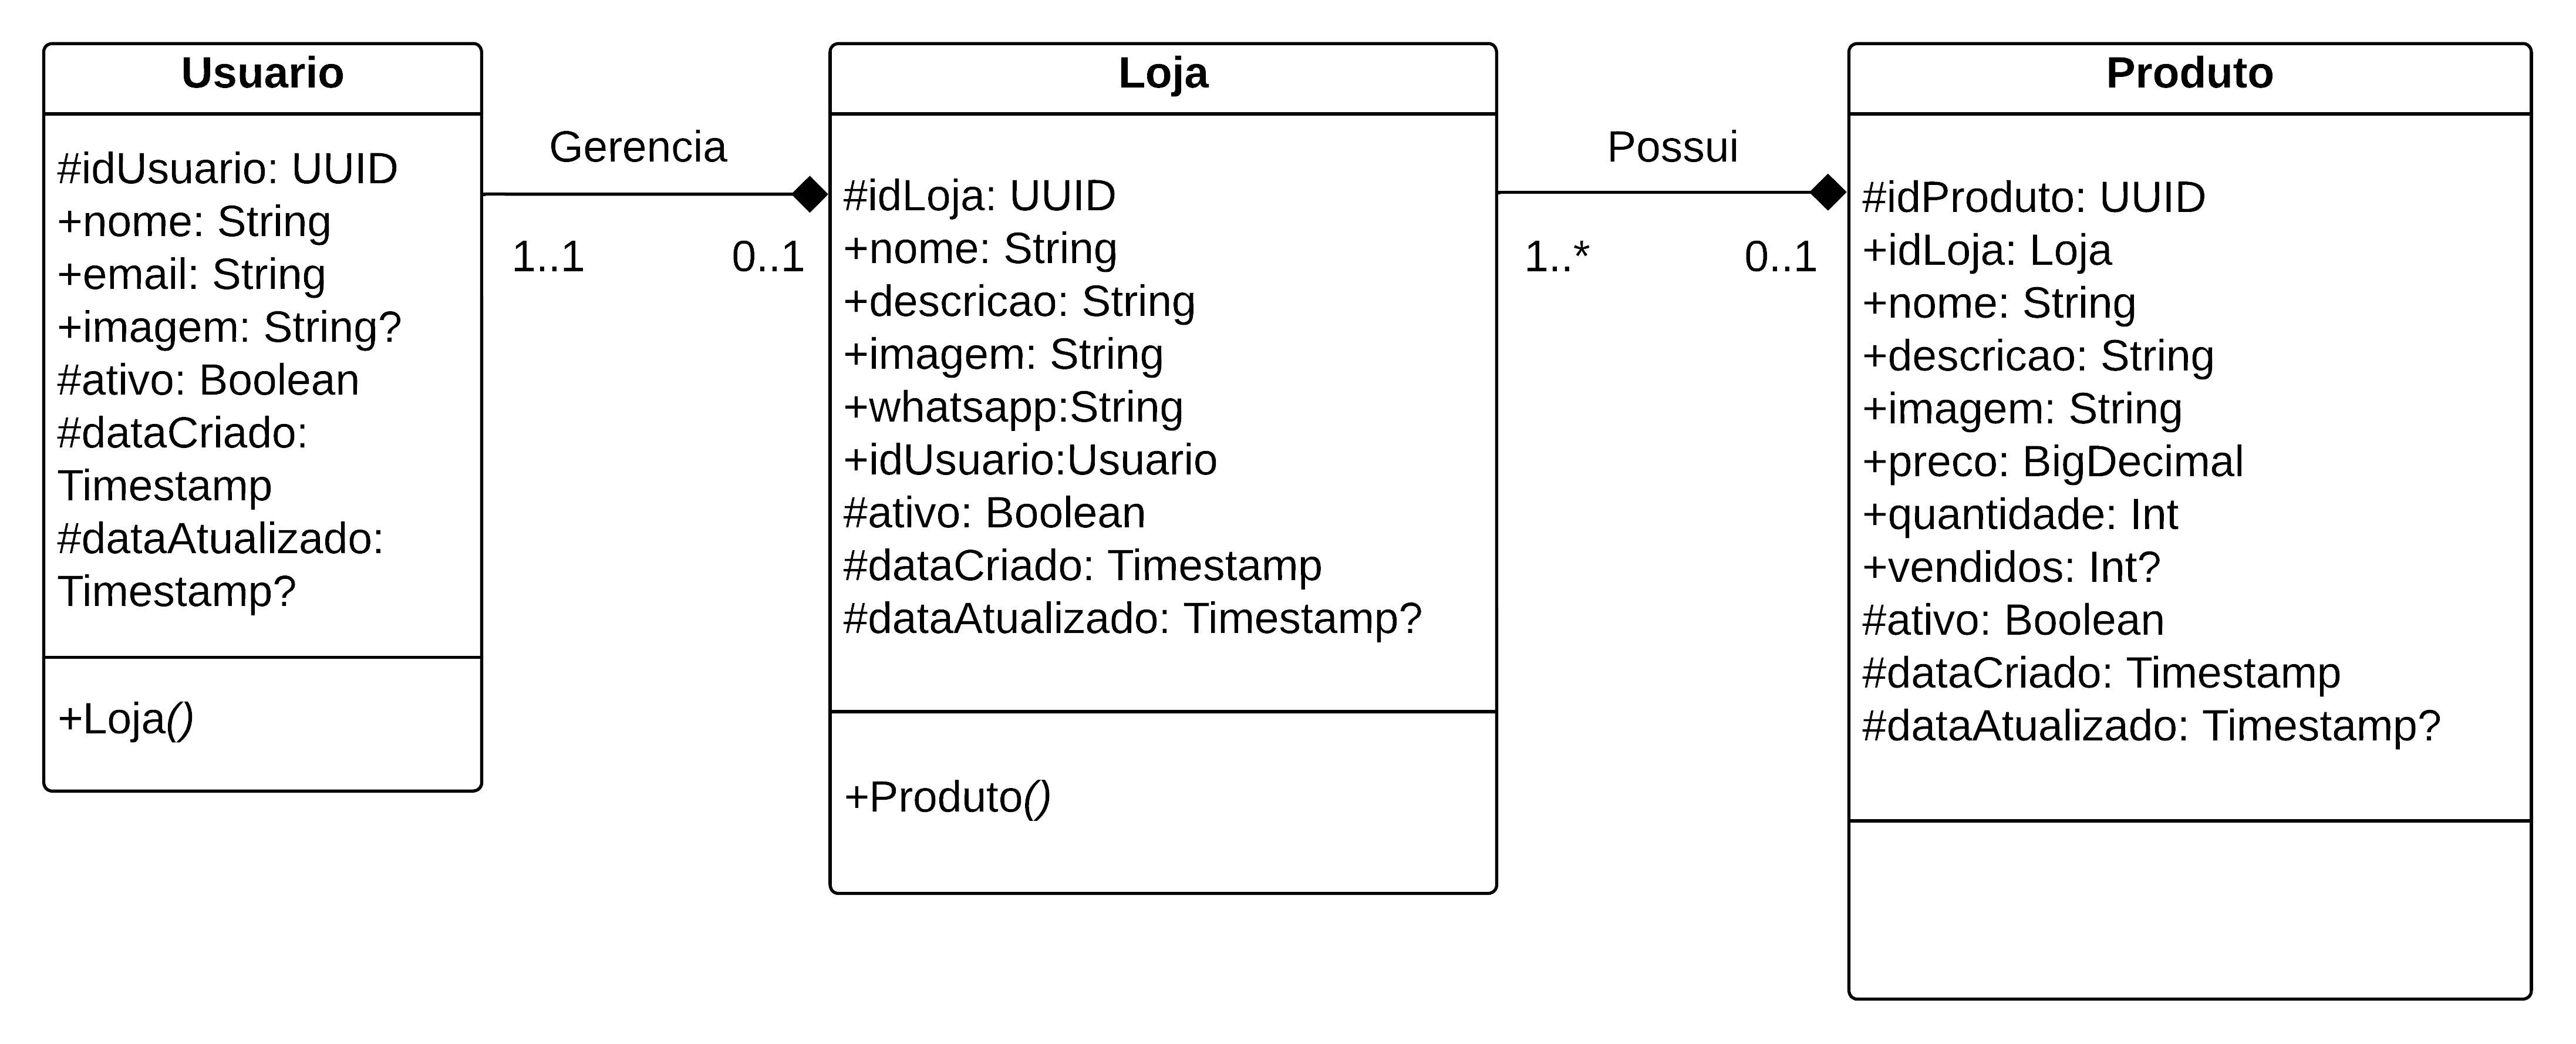 Usuario
#idUsuario: UUID
+nome: String
+email: String
+imagem: String?
#ativo: Boolean
#dataCriado:
Timestamp
#dataAtualizado:
Timestamp?
+Loja()
Gerencia
1..1
0..1
Loja
#idLoja: UUID
+nome: String
+descricao: String
+imagem: String
+whatsapp:String
+idUsuario:Usuario
#ativo: Boolean
#dataCriado: Timestamp
#dataAtualizado: Timestamp?
+Produto()
Possui
1..*
0..1
Produto
#idProduto: UUID
+idLoja: Loja
+nome: String
+descricao: String
+imagem: String
+preco: BigDecimal
+quantidade: Int
+vendidos: Int?
#ativo: Boolean
#dataCriado: Timestamp
#dataAtualizado: Timestamp?